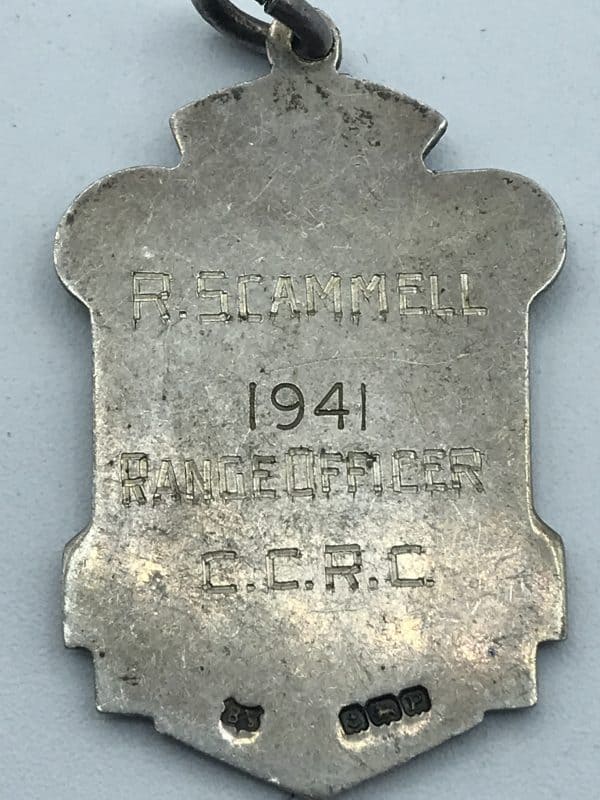 R. SCAMMELL
1941
RANGE OFFICER
C.C.R.C.